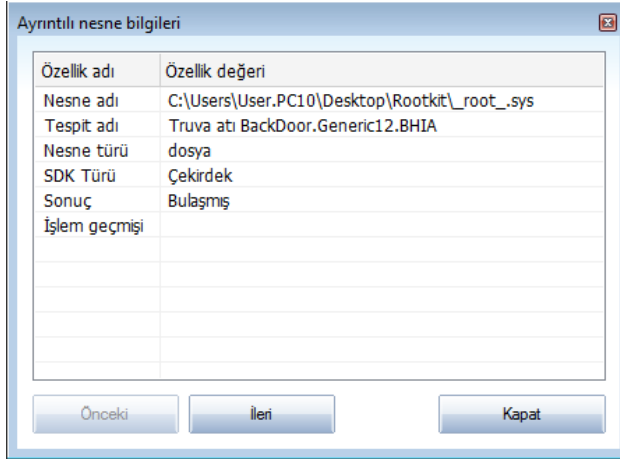 Ayrıntılı nesne bilgileri
Özellik adı Özellik değeri
Nesne adı C:\Users\User.PC10\Desktop\Rootkit\_root_.sys
Tespit adı Truva atı BackDoor.Generic12.BHIA
Nesne türü dosya
SDK Türü Çekirdek
Sonuç Bulaşmış
İşlem geçmişi
Önceki İleri Kapat